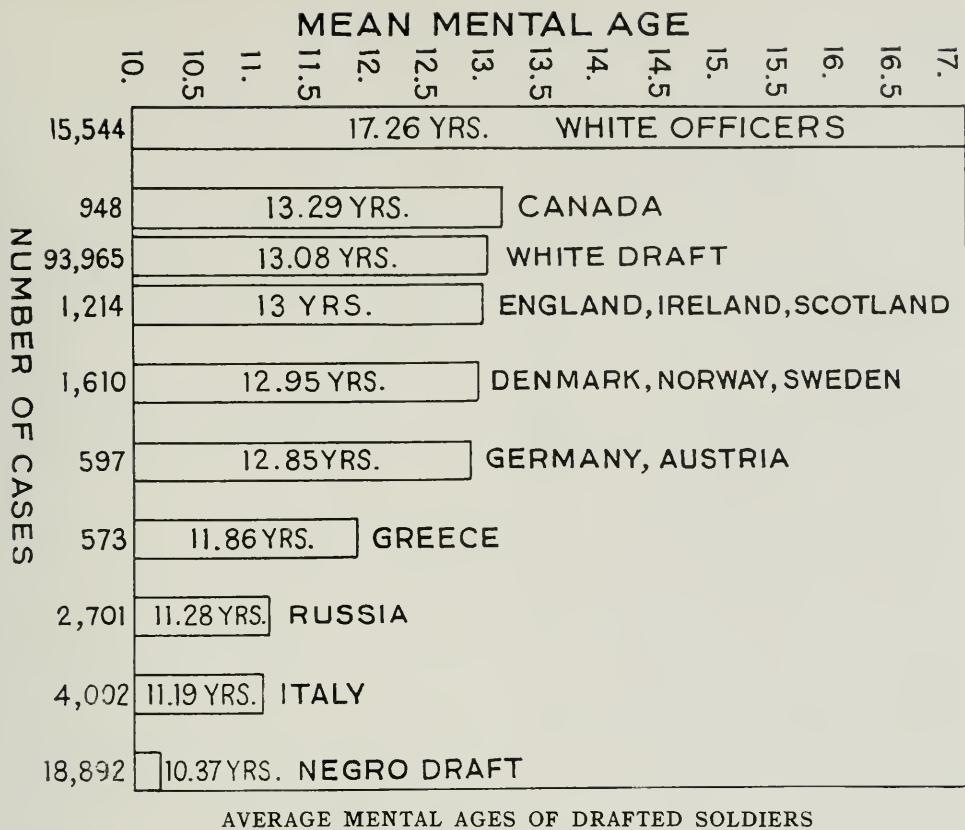 MEAN MENTAL AGE
10. 10.5 11. 11.5 12. 12.5 13. 13.5 14. 14.5 15. 15.5 16. 16.5 17.
NUMBER OF CASES
15,544 17.26 YRS. WHITE OFFICERS
948 13.29 YRS. CANADA
93,965 13.08 YRS. WHITE DRAFT
1,214 13 YRS. ENGLAND, IRELAND, SCOTLAND
1,610 12.95 YRS. DENMARK, NORWAY, SWEDEN
597 12.85 YRS. GERMANY, AUSTRIA
573 11.86 YRS. GREECE
2,701 11.28 YRS. RUSSIA
4,002 11.19 YRS. ITALY
18,892 10.37 YRS. NEGRO DRAFT
AVERAGE MENTAL AGES OF DRAFTED SOLDIERS